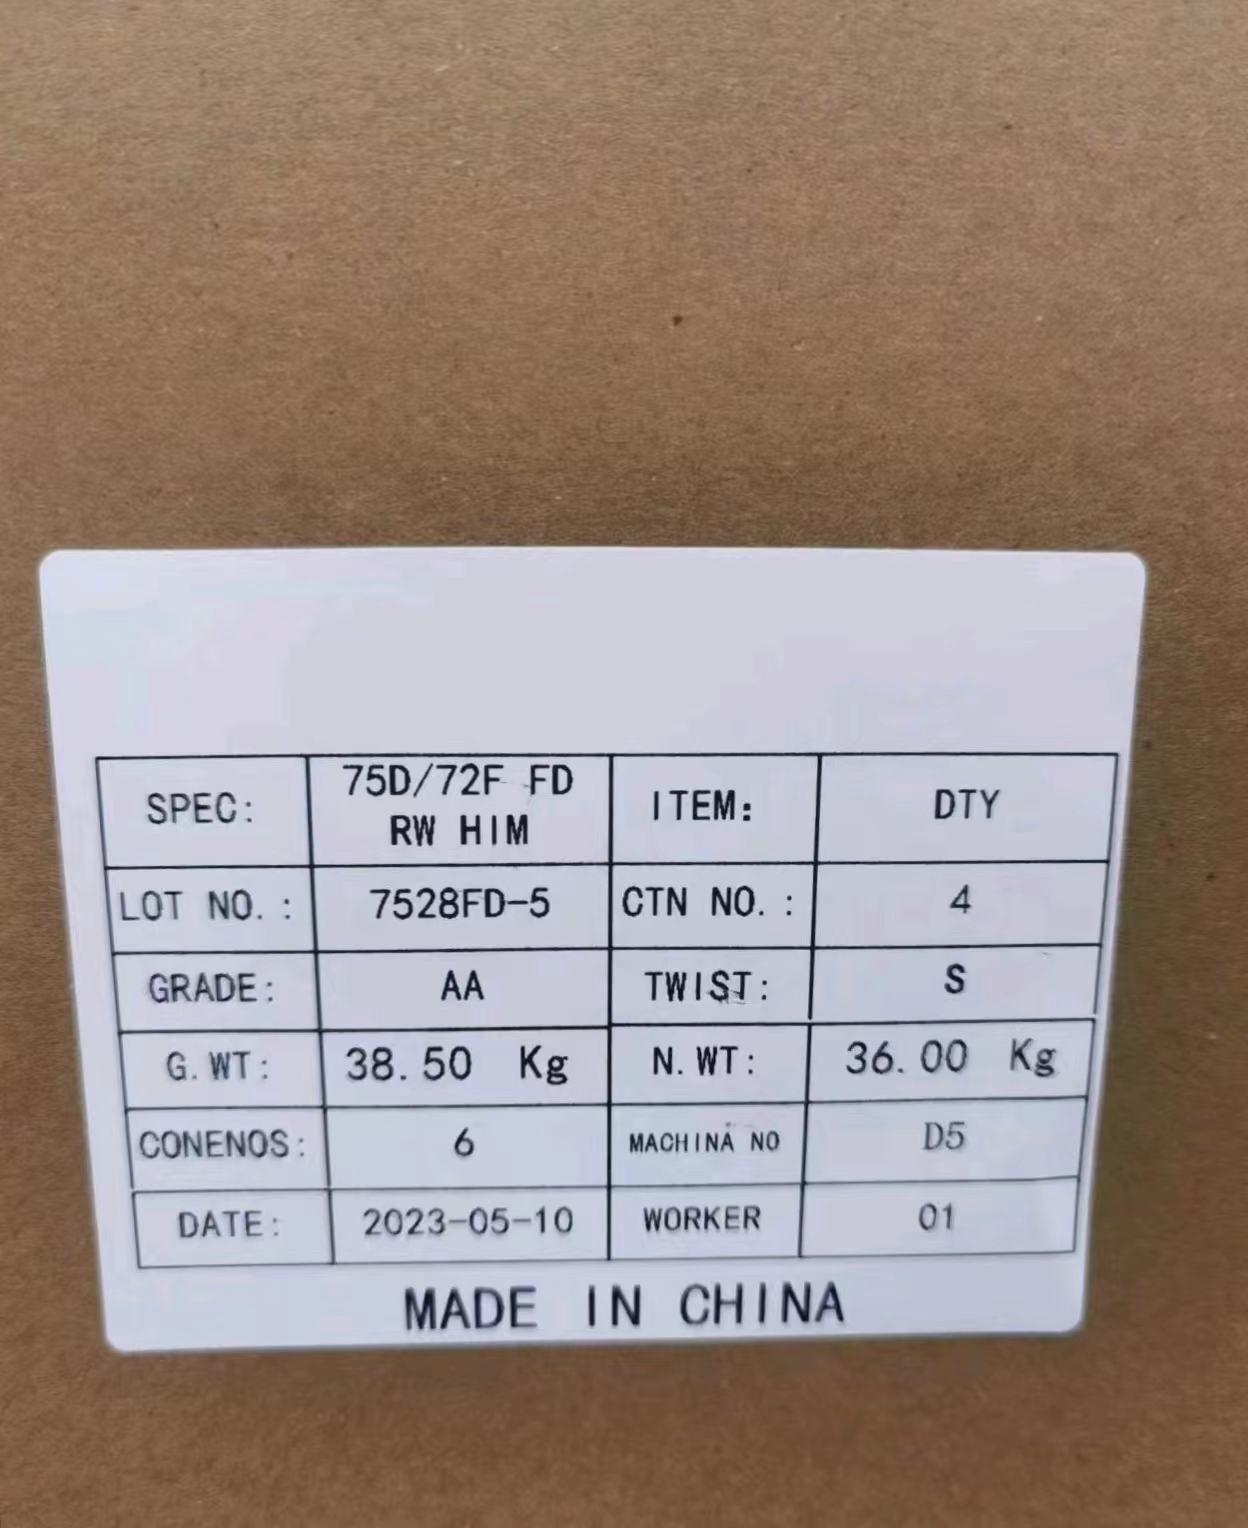 SPEC: 75D/72F FD RW HIM ITEM: DTY
LOT NO.: 7528FD-5 CTN NO.: 4
GRADE: AA TWIST: S
G.WT: 38.50 Kg N.WT: 36.00 Kg
CONENOS: 6 MACHINA NO D5
DATE: 2023-05-10 WORKER 01
MADE IN CHINA